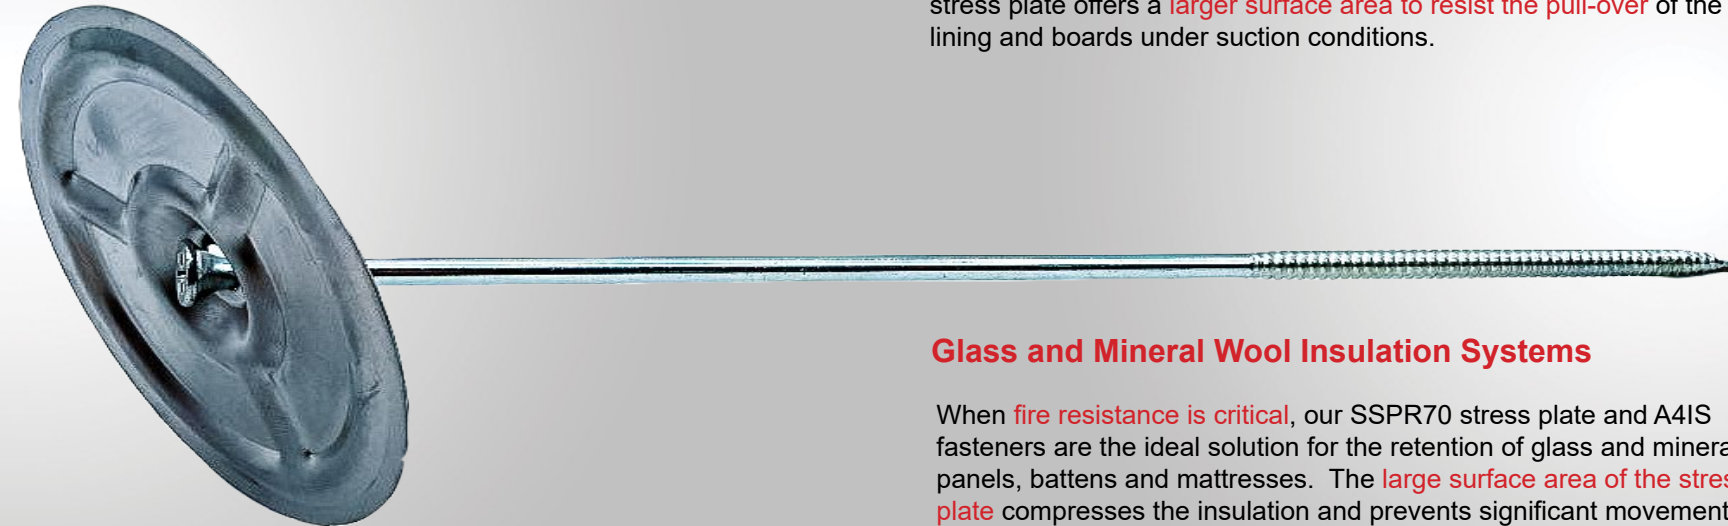 stress plate offers a larger surface area to resist the pull-over of the
lining and boards under suction conditions.
Glass and Mineral Wool Insulation Systems
When fire resistance is critical, our SSPR70 stress plate and A4IS
fasteners are the ideal solution for the retention of glass and minera
panels, battens and mattresses. The large surface area of the stres
plate compresses the insulation and prevents significant movement